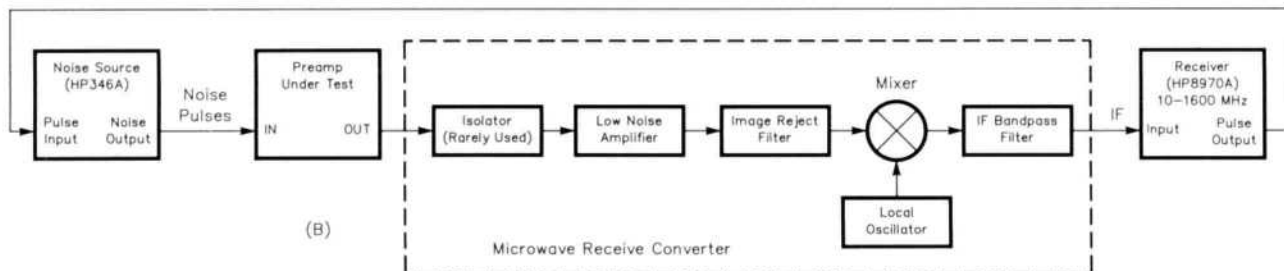 Noise Source
(HP346A)
Pulse
Input
Noise
Output
Noise
Pulses
Preamp
Under Test
IN
OUT
Isolator
(Rarely Used)
Low Noise
Amplifier
Image Reject
Filter
Mixer
Local
Oscillator
IF Bandpass
Filter
IF
Receiver
(HP8970A)
10-1600 MHz
Input
Pulse
Output
(B)
Microwave Receive Converter